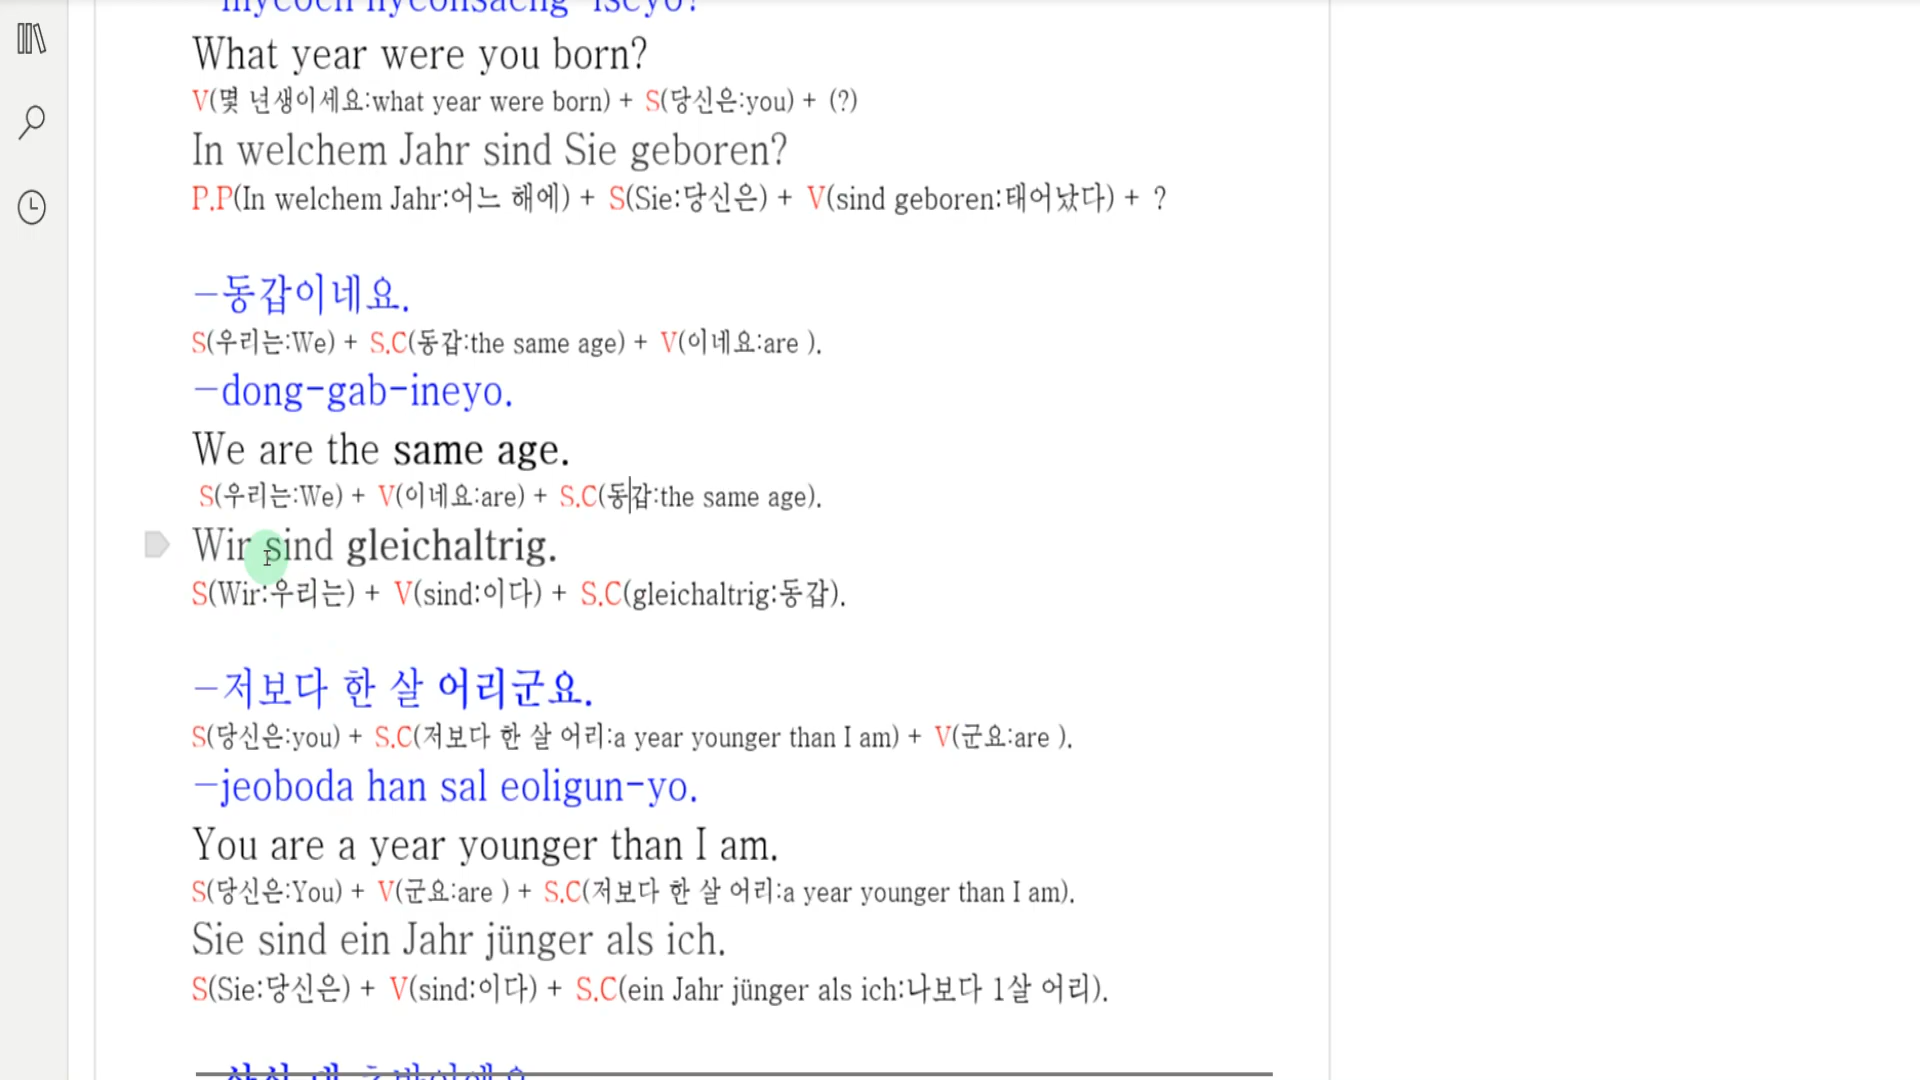 What year were you born?
V(몇 년생이세요:what year were born) + S(당신은:you) + (?)
In welchem Jahr sind Sie geboren?
P.P(In welchem Jahr:어느 해에) + S(Sie:당신은) + V(sind geboren:태어났다) + ?
-동갑이네요.
S(우리는:We) + S.C(동갑:the same age) + V(이네요:are ).
-dong-gab-ineyo.
We are the same age.
S(우리는:We) + V(이네요:are) + S.C(동갑:the same age).
Wir sind gleichaltrig.
S(Wir:우리는) + V(sind:이다) + S.C(gleichaltrig:동갑).
-저보다 한 살 어리군요.
S(당신은:you) + S.C(저보다 한 살 어리:a year younger than I am) + V(군요:are ).
-jeoboda han sal eoligun-yo.
You are a year younger than I am.
S(당신은:You) + V(군요:are ) + S.C(저보다 한 살 어리:a year younger than I am).
Sie sind ein Jahr jünger als ich.
S(Sie:당신은) + V(sind:이다) + S.C(ein Jahr jünger als ich:나보다 1살 어리).